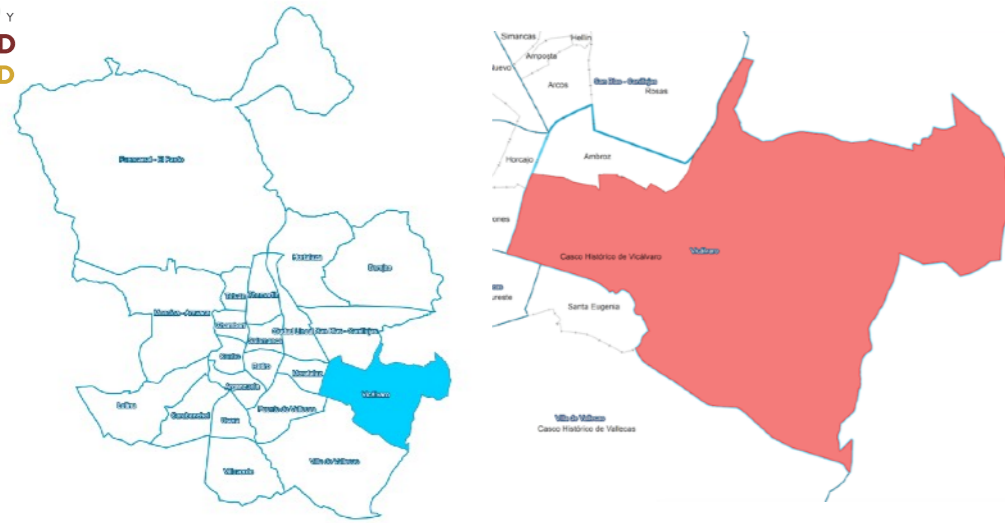 Y
D
D
Fuencarral - El Pardo
Hortaleza
Barajas
Tetuán
Chamartín
Moncloa - Aravaca
Chamberí
Ciudad Lineal
San Blas - Canillejas
Salamanca
Centro
Retiro
Moratalaz
Arganzuela
Vicálvaro
Latina
Carabanchel
Usera
Puente de Vallecas
Villaverde
Villa de Vallecas
Simancas
Hellín
Amposta
Arcos
San Blas - Canillejas
Rosas
Horcajo
Ambroz
Casco Histórico de Vicálvaro
Vicálvaro
Santa Eugenia
Villa de Vallecas
Casco Histórico de Vallecas